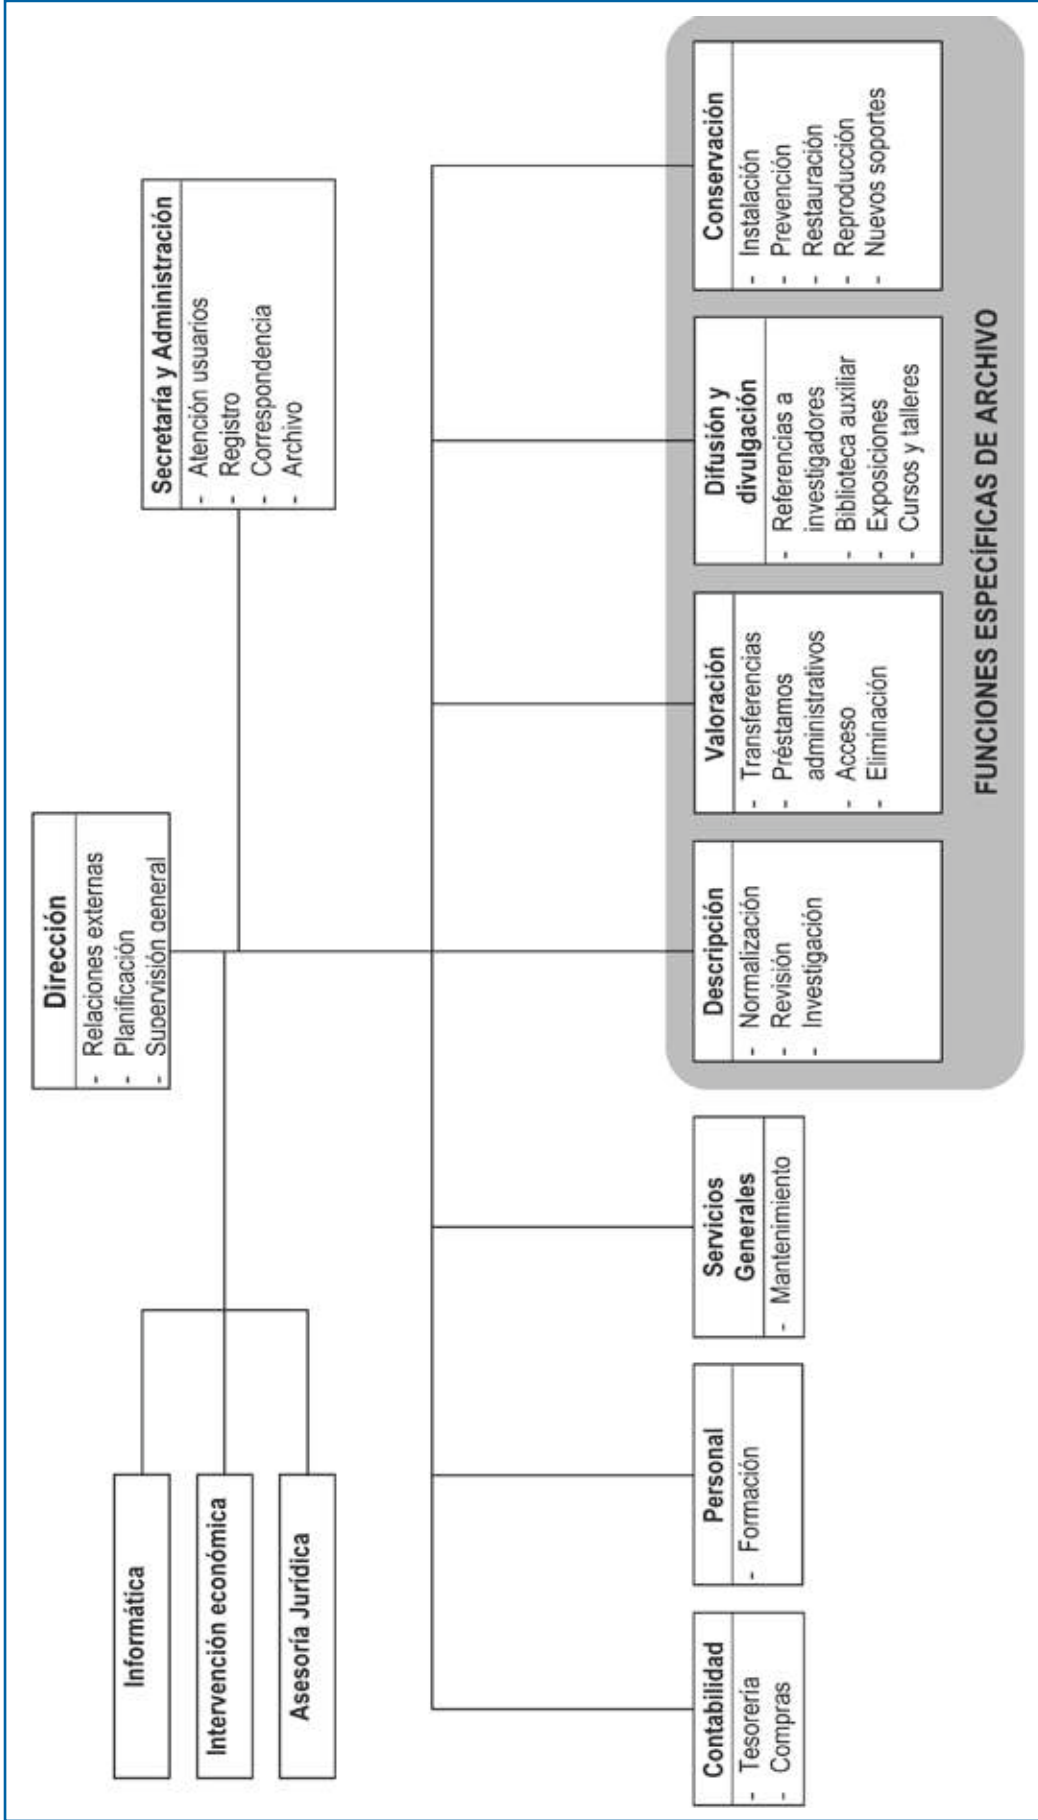 Dirección
- Relaciones externas
- Planificación
- Supervisión general
Secretaría y Administración
- Atención usuarios
- Registro
- Correspondencia
- Archivo
Informática
Intervención económica
Asesoría Jurídica
Contabilidad
- Tesorería
- Compras
Personal
- Formación
Servicios
Generales
- Mantenimiento
Descripción
- Normalización
- Revisión
- Investigación
Valoración
- Transferencias
- Préstamos
administrativos
- Acceso
- Eliminación
Difusión y
divulgación
- Referencias a
investigadores
- Biblioteca auxiliar
- Exposiciones
- Cursos y talleres
Conservación
- Instalación
- Prevención
- Restauración
- Reproducción
- Nuevos soportes
FUNCIONES ESPECÍFICAS DE ARCHIVO